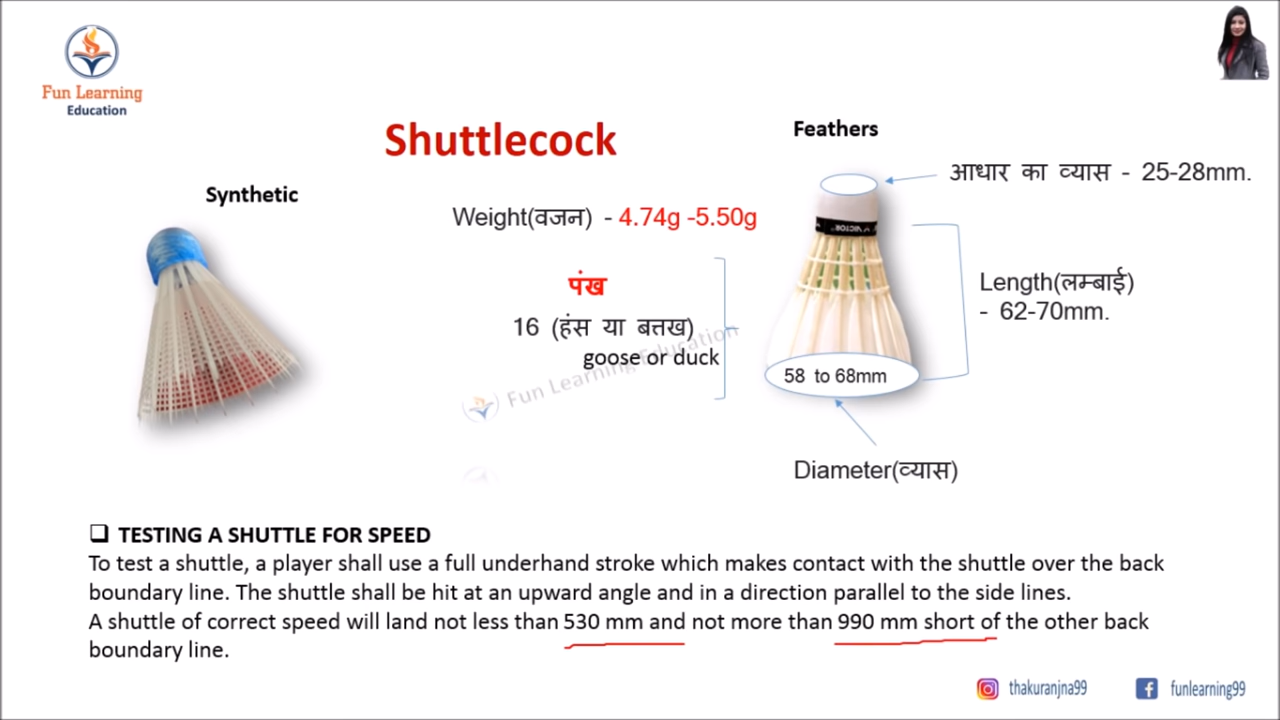 Fun Learning
Education
Shuttlecock
Feathers
Synthetic
आधार का व्यास - 25-28mm.
Weight(वजन) - 4.74g -5.50g
VICTOR
पंख
16 (हंस या बत्तख)
goose or duck
Length(लम्बाई)
- 62-70mm.
58 to 68mm
Fun Learning Education
Diameter(व्यास)
TESTING A SHUTTLE FOR SPEED
To test a shuttle, a player shall use a full underhand stroke which makes contact with the shuttle over the back
boundary line. The shuttle shall be hit at an upward angle and in a direction parallel to the side lines.
A shuttle of correct speed will land not less than 530 mm and not more than 990 mm short of the other back
boundary line.
thakuranjna99
funlearning99